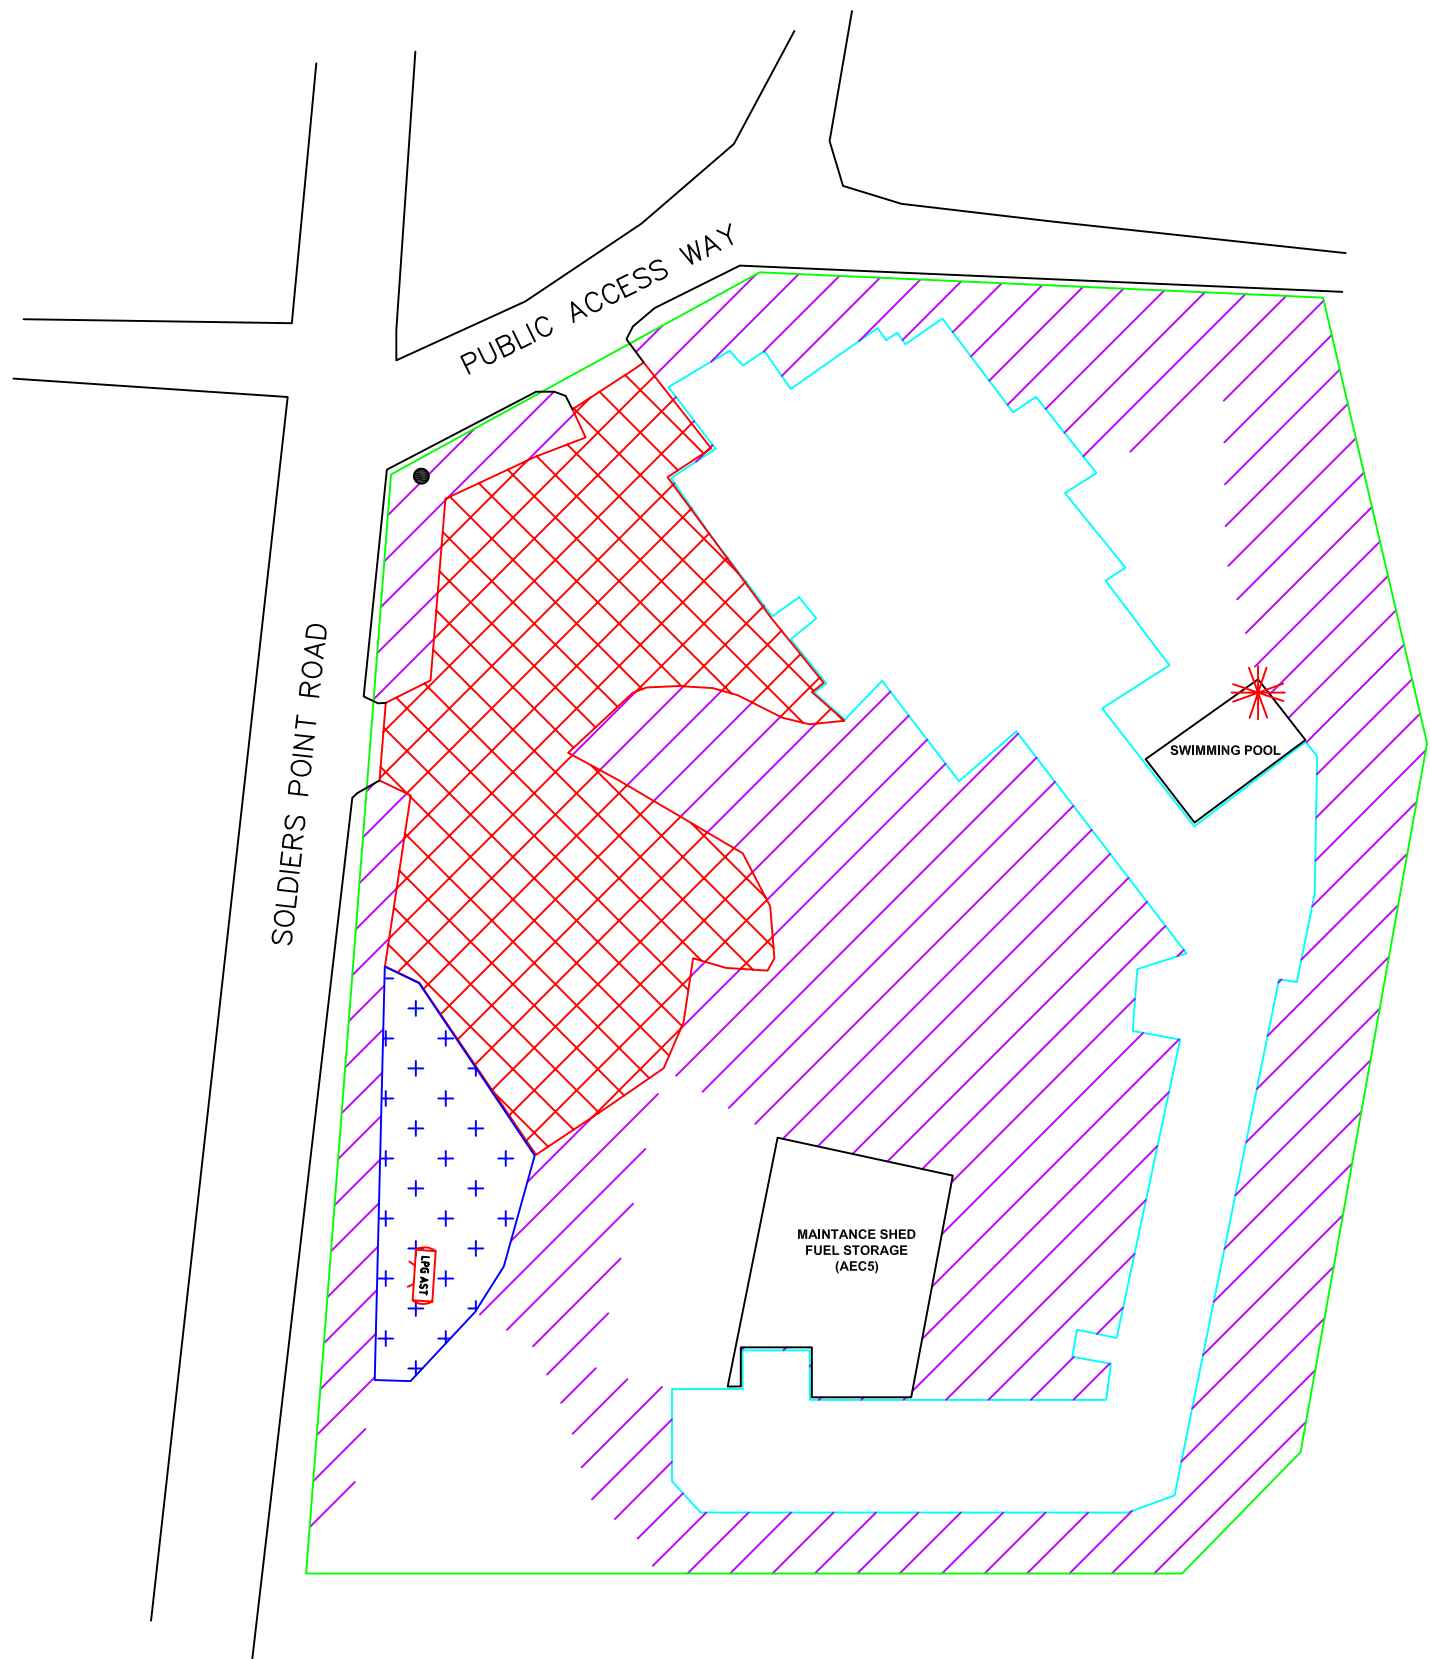 PUBLIC ACCESS WAY
SOLDIERS POINT ROAD
SWIMMING POOL
MAINTANCE SHED
FUEL STORAGE
(AEC5)
LPG AST